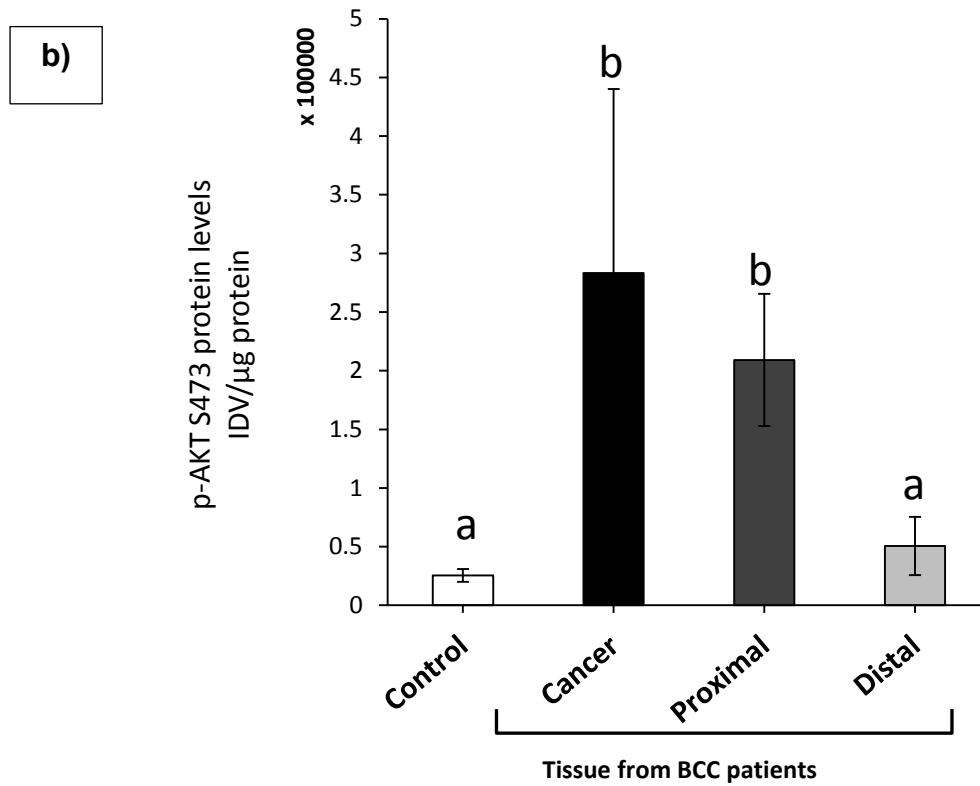 b)
x 100000
p-AKT S473 protein levels
IDV/µg protein
5
4.5
4
3.5
3
2.5
2
1.5
1
0.5
0
a
b
b
a
Control
Cancer
Proximal
Distal
Tissue from BCC patients